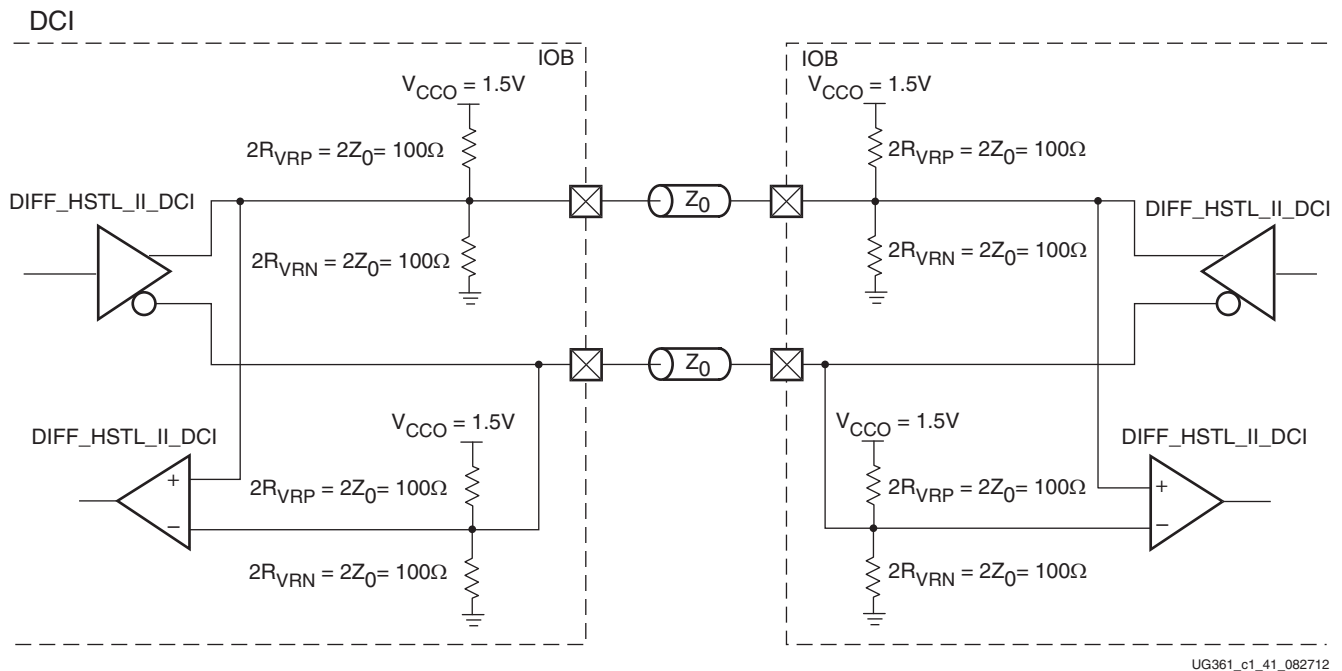 DCI
IOB
IOB
VCCO = 1.5V
VCCO = 1.5V
2RVRP = 2Z0= 100Ω
2RVRP = 2Z0= 100Ω
DIFF_HSTL_II_DCI
Z0
DIFF_HSTL_II_DCI
2RVRN = 2Z0= 100Ω
2RVRN = 2Z0= 100Ω
Z0
VCCO = 1.5V
VCCO = 1.5V
DIFF_HSTL_II_DCI
DIFF_HSTL_II_DCI
+
2RVRP = 2Z0= 100Ω
2RVRP = 2Z0= 100Ω
+
–
–
2RVRN = 2Z0= 100Ω
2RVRN = 2Z0= 100Ω
UG361_c1_41_082712